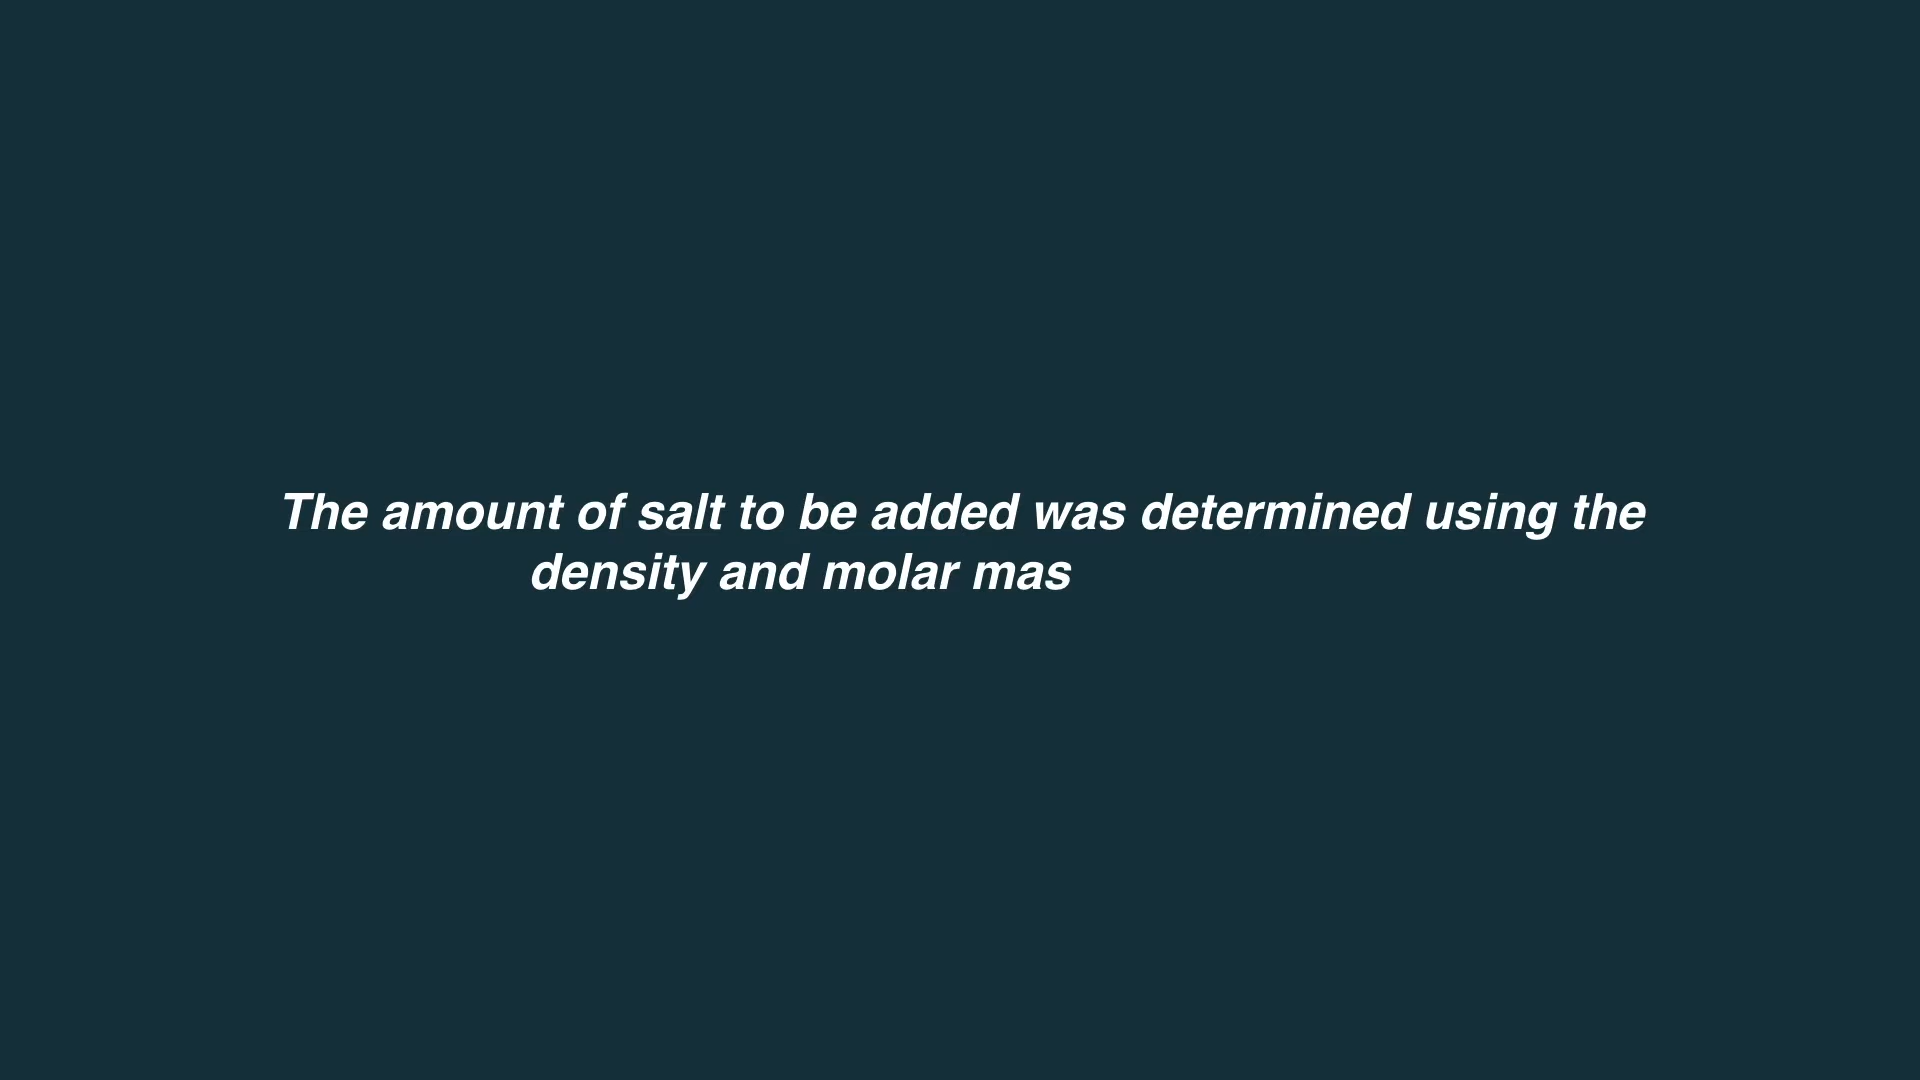 The amount of salt to be added was determined using the
density and molar mas